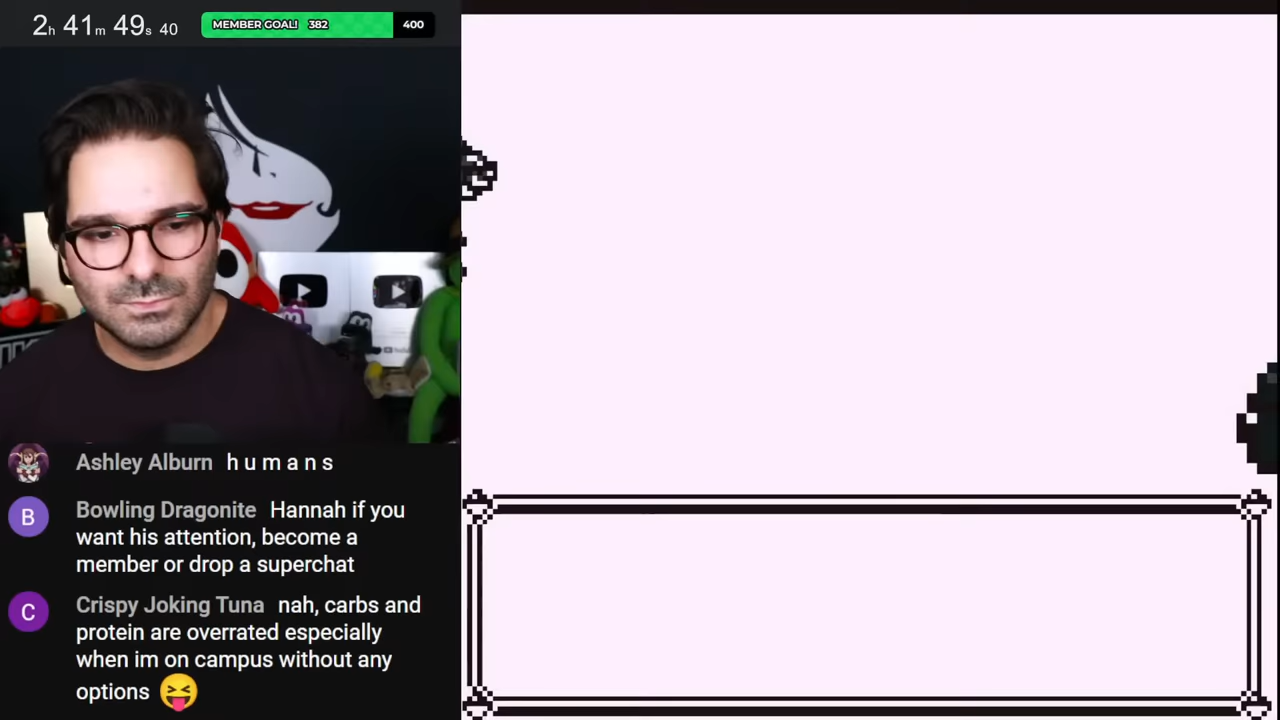 2h 41m 49s 40
MEMBER GOAL! 382
400
Ashley Alburn h u m a n s
B
Bowling Dragonite Hannah if you
want his attention, become a
member or drop a superchat
C
Crispy Joking Tuna nah, carbs and
protein are overrated especially
when im on campus without any
options 😝